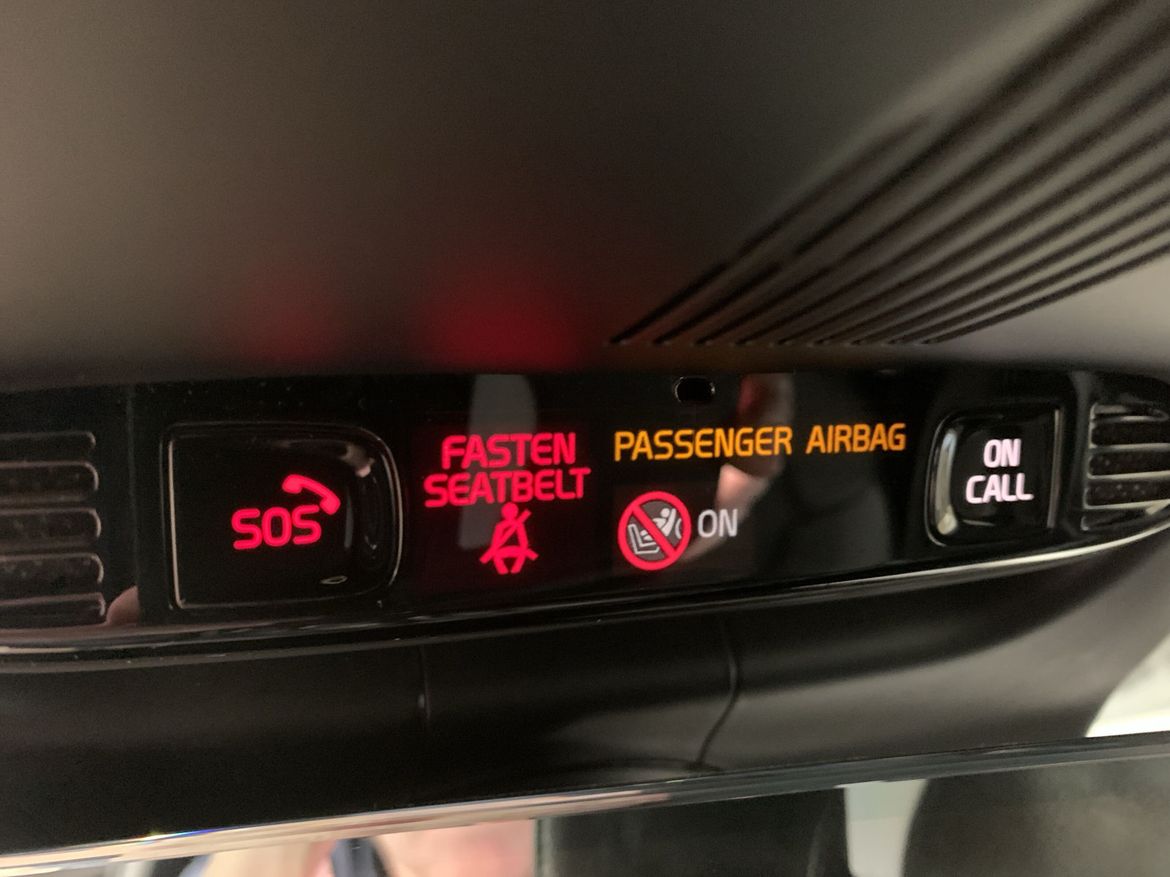 SOS
FASTEN
SEATBELT
PASSENGER AIRBAG
ON
ON
CALL